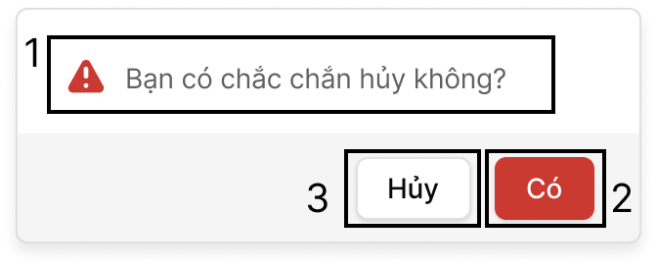 1
Bạn có chắc chắn hủy không?
3 Hủy Có 2